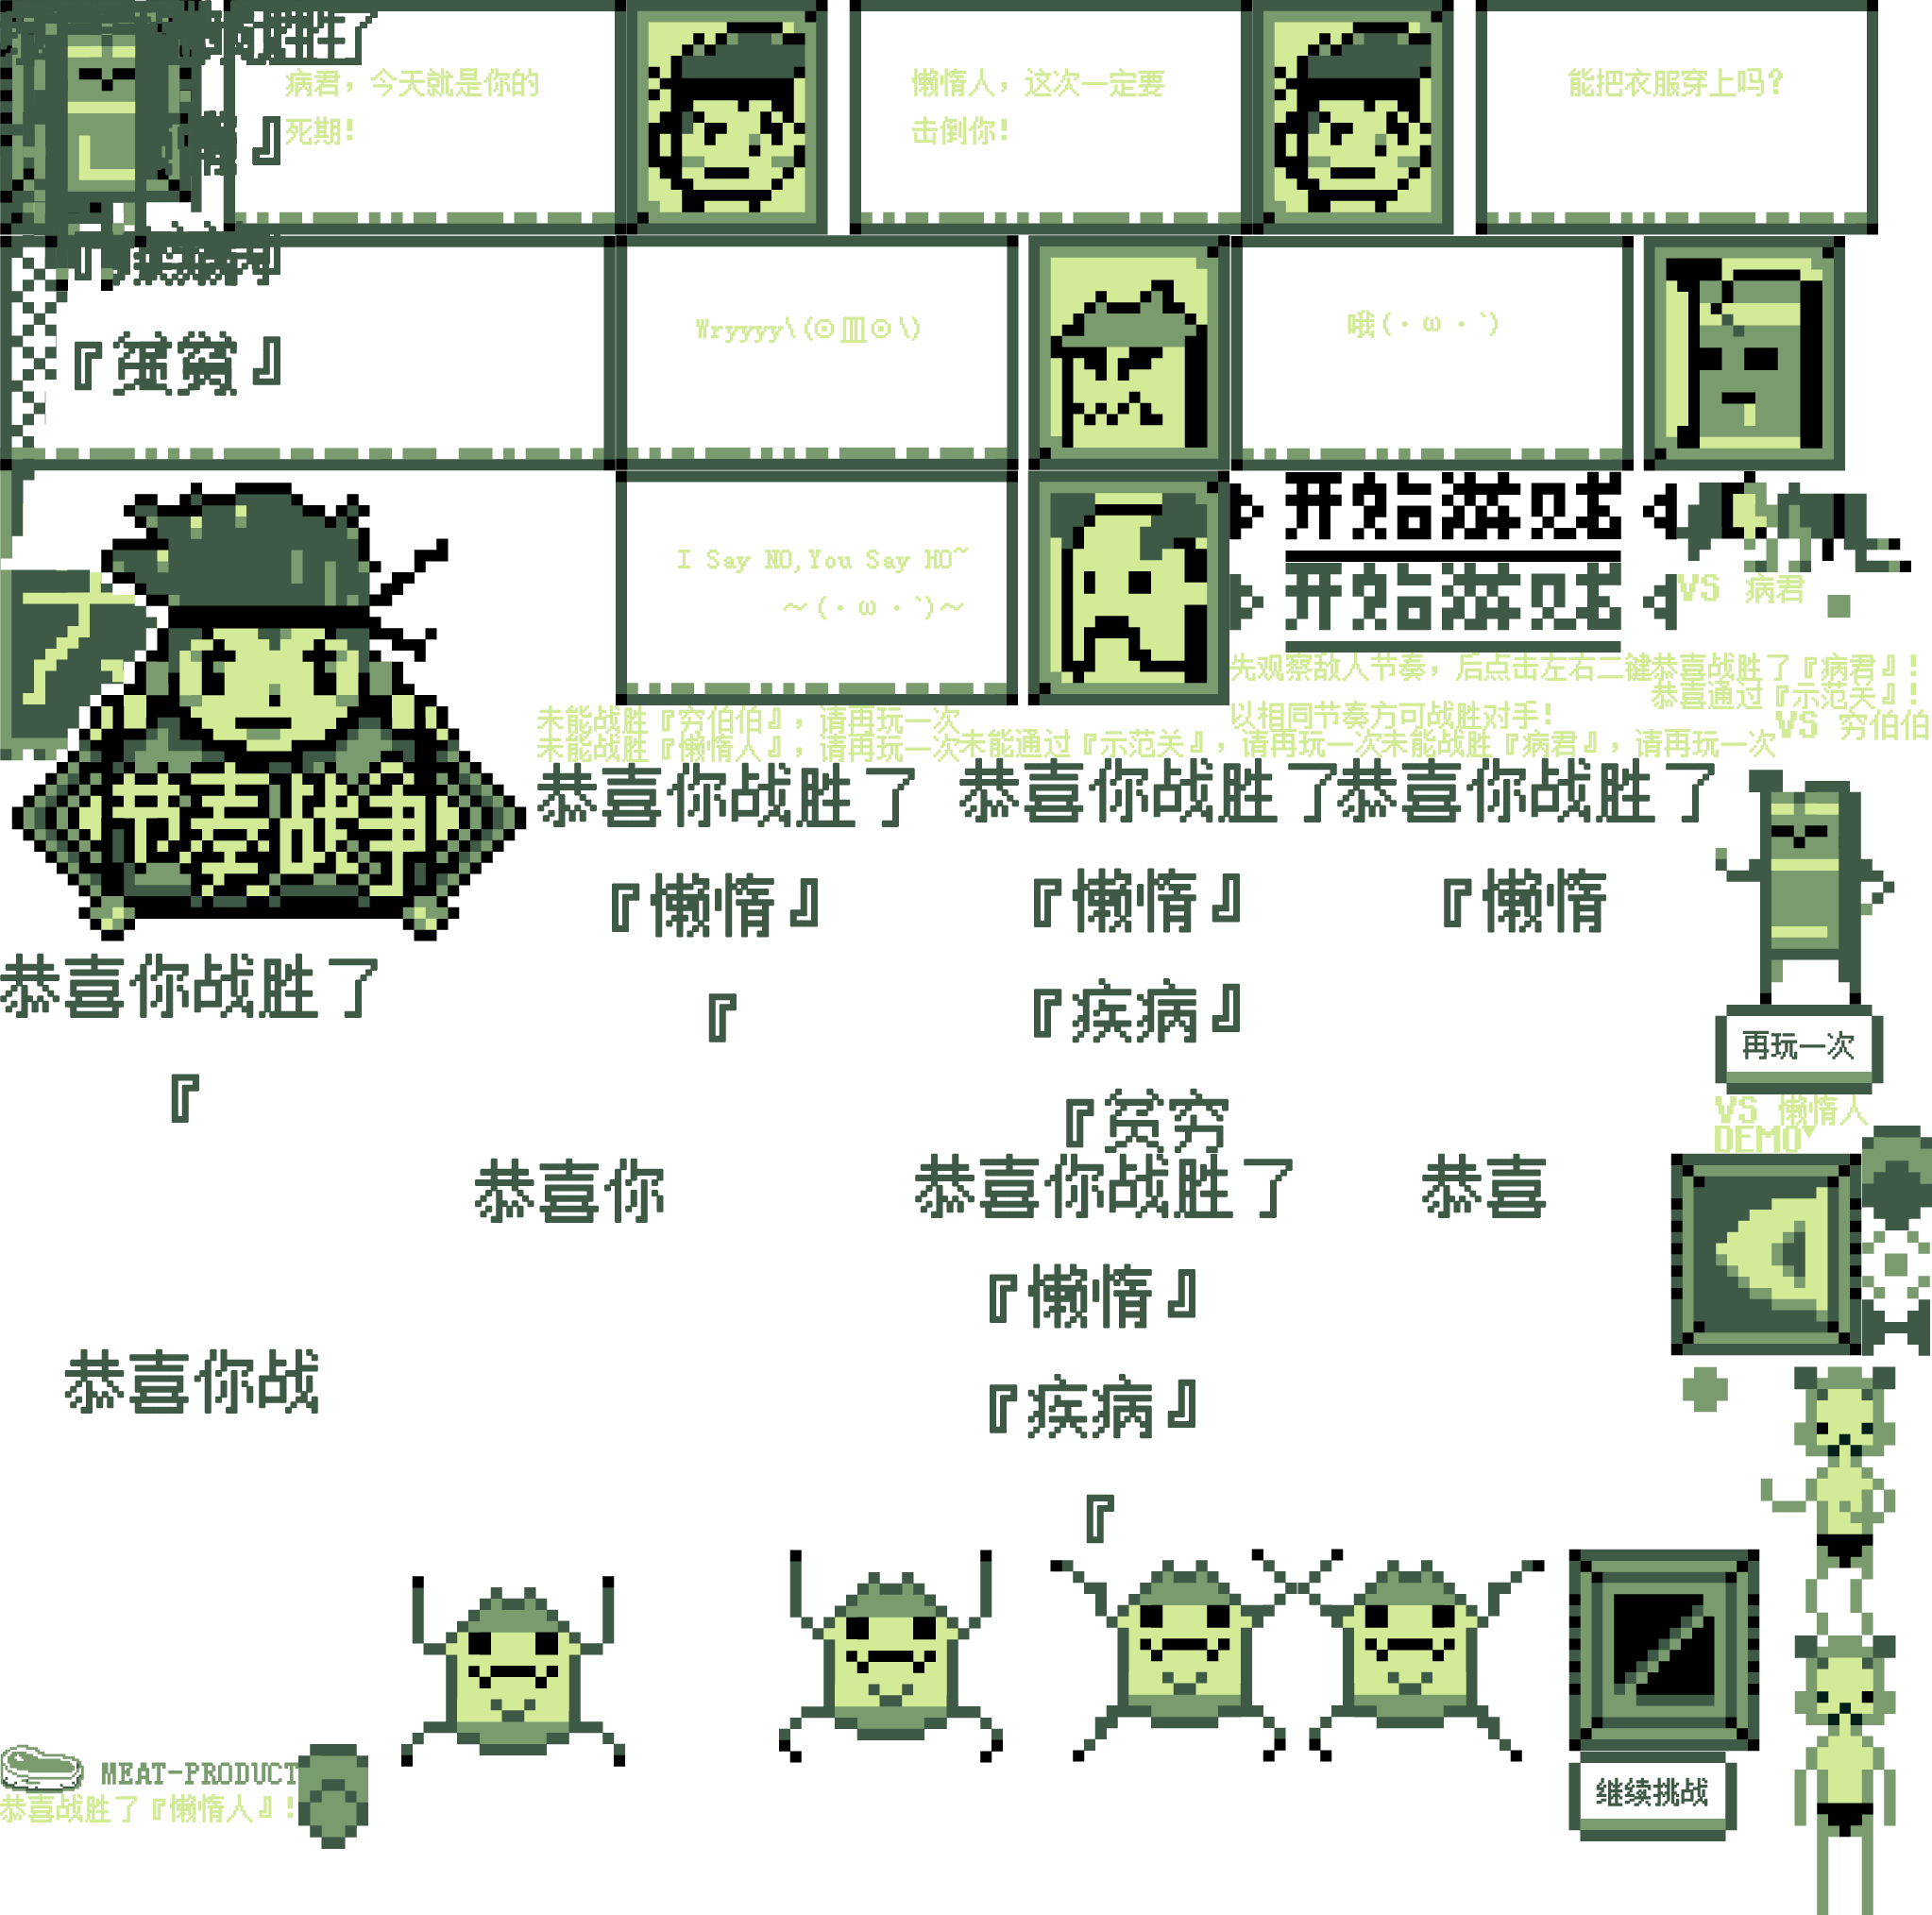 病君，今天就是你的
死期！
懒惰人，这次一定要
击倒你！
能把衣服穿上吗？
』
『
『贫穷』
Wryyyy\(⊙皿⊙\)
哦(・ω・`)
I Say NO,You Say HO~
～(・ω・`)～
开始游戏
开始游戏
VS 病君
先观察敌人节奏，后点击左右二键
以相同节奏方可战胜对手！
恭喜战胜了『病君』！
恭喜通过『示范关』！
VS 穷伯伯
未能战胜『穷伯伯』，请再玩一次
未能战胜『懒惰人』，请再玩一次
未能通过『示范关』，请再玩一次
未能战胜『病君』，请再玩一次
节奏战争
恭喜你战胜了
『懒惰』
『
恭喜你战胜了
『懒惰』
『疾病』
『贫穷
恭喜你战胜了
『懒惰
恭喜你战胜了
『
再玩一次
VS 懒惰人
DEMO
恭喜你
恭喜你战胜了
『懒惰』
『疾病』
『
恭喜
恭喜你战
MEAT-PRODUCT
恭喜战胜了『懒惰人』！
继续挑战